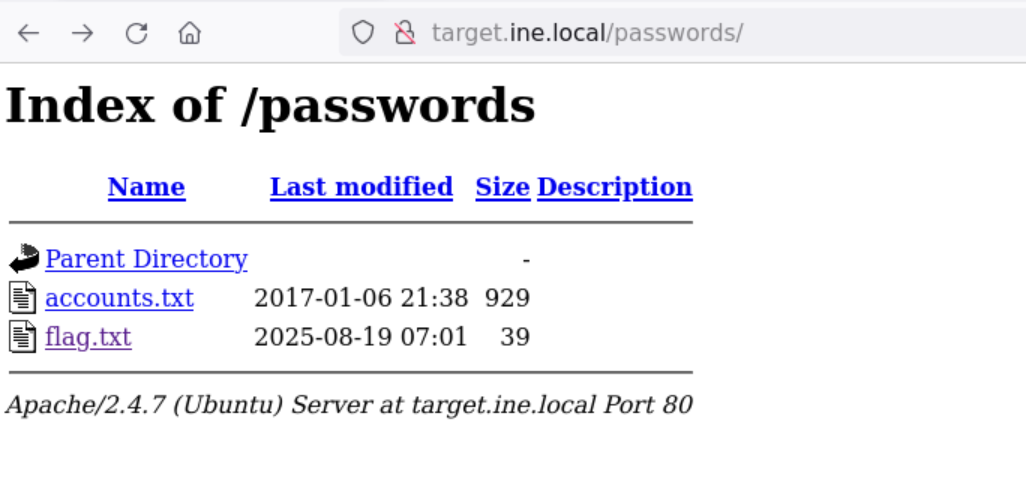 target.ine.local/passwords/
Index of /passwords
Name Last modified Size Description
Parent Directory -
accounts.txt 2017-01-06 21:38 929
flag.txt 2025-08-19 07:01 39
Apache/2.4.7 (Ubuntu) Server at target.ine.local Port 80